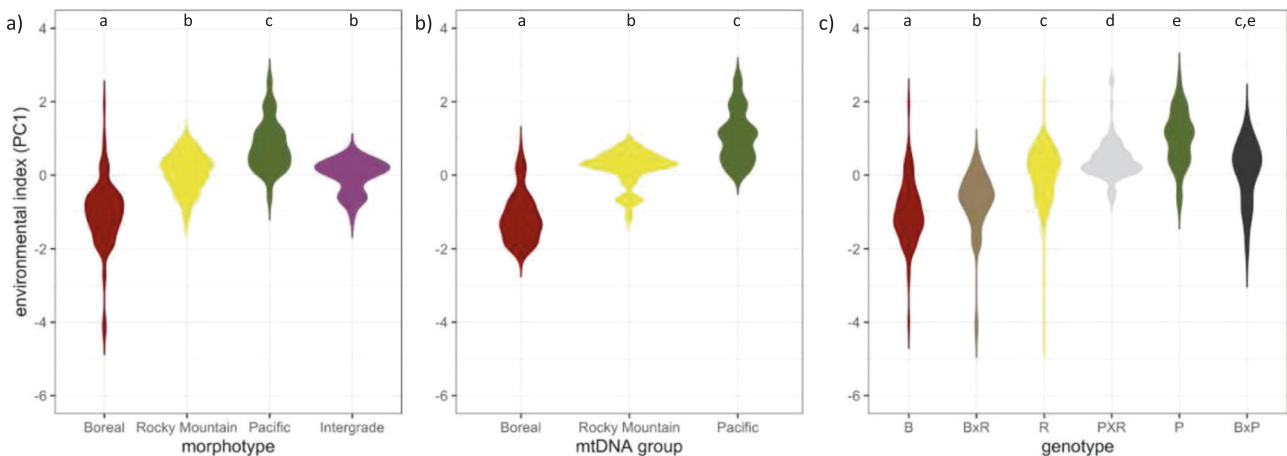 a)
a b c b
4
2
0
-2
-4
-6
environmental index (PC1)
Boreal Rocky Mountain Pacific Intergrade
morphotype
b)
a b c
4
2
0
-2
-4
-6
Boreal Rocky Mountain Pacific
mtDNA group
c)
a b c d e c,e
4
2
0
-2
-4
-6
B BxR R PXR P BxP
genotype